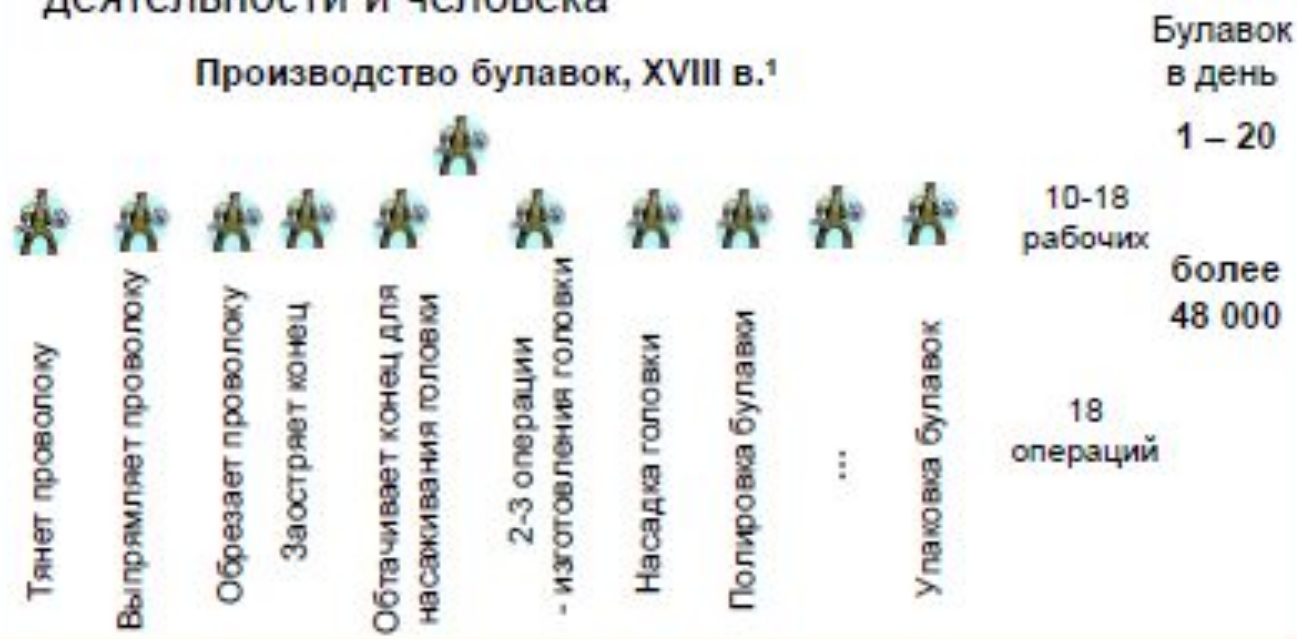 деятельности и человека
Булавок
в день
Производство булавок, XVIII в.¹
1 – 20
10-18
рабочих
более
48 000
Тянет проволоку
Выпрямляет проволоку
Обрезает проволоку
Заостряет конец
Обтачивает конец для
насаживания головки
2-3 операции
- изготовления головки
Насадка головки
Полировка булавки
...
Упаковка булавок
18
операций